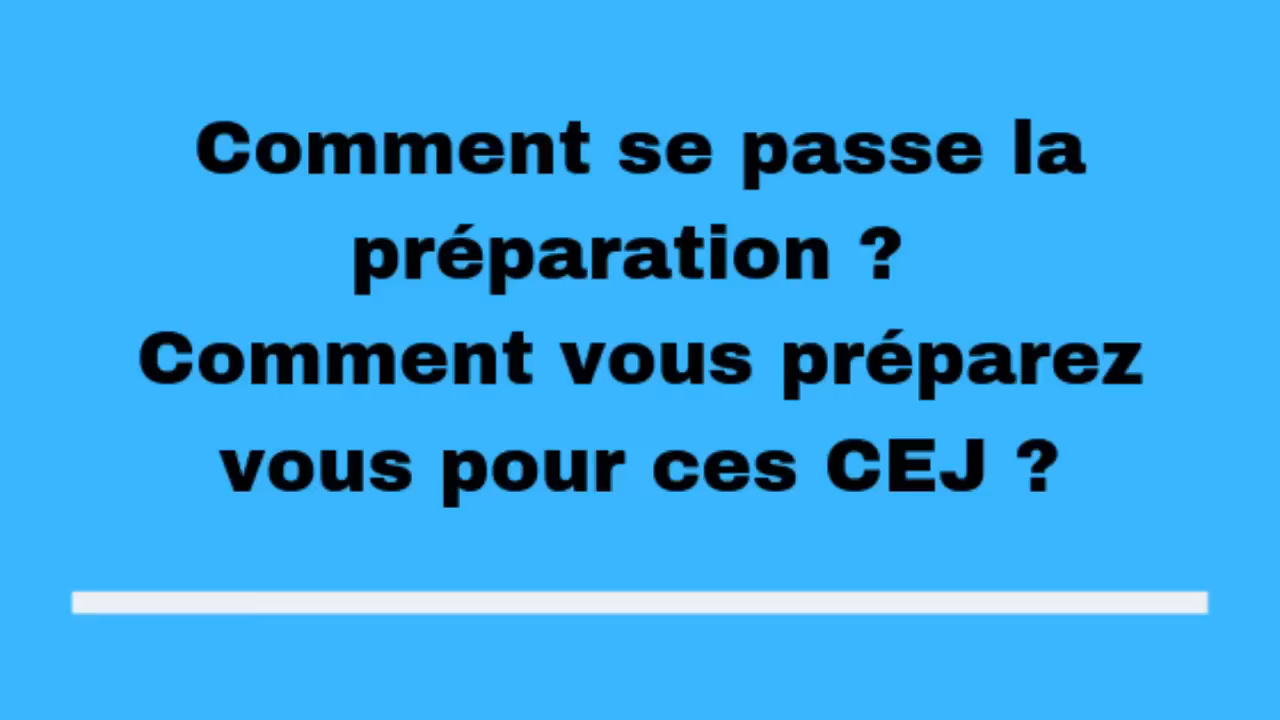 Comment se passe la
préparation ?
Comment vous préparez
vous pour ces CEJ ?